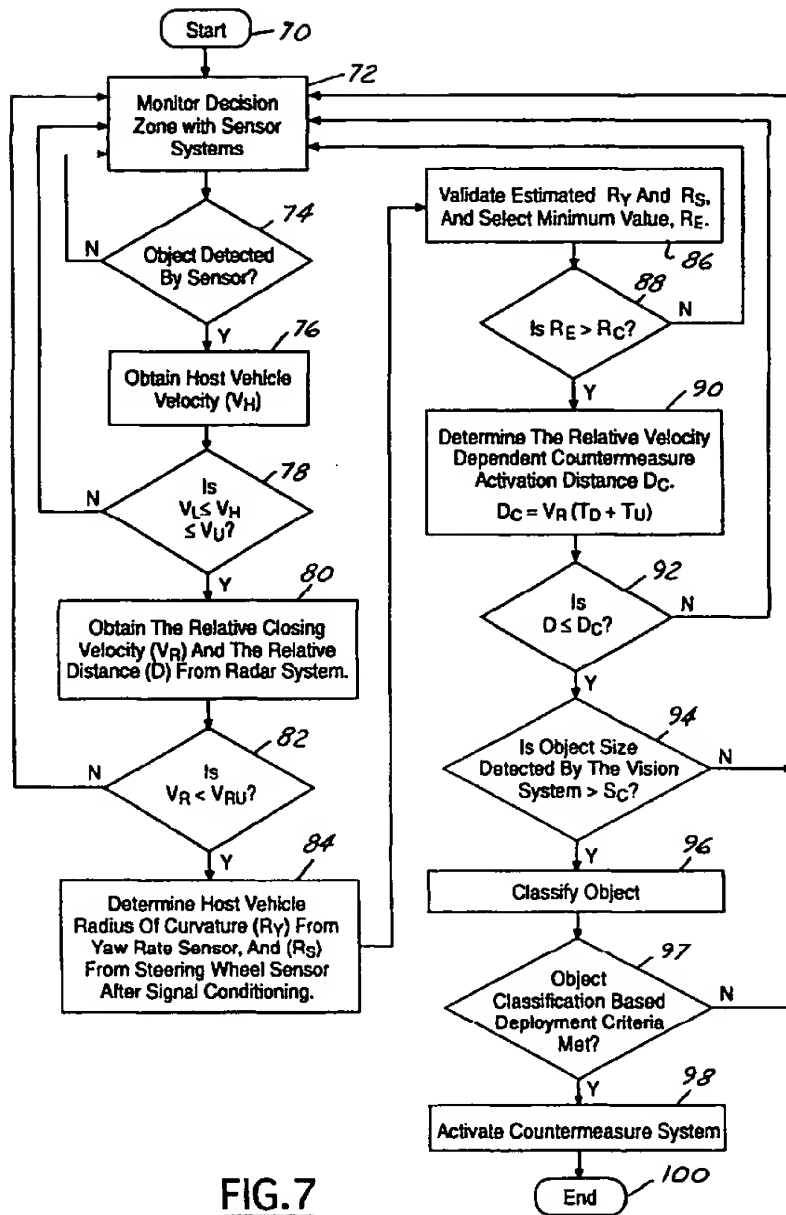 Start
70
72
Monitor Decision
Zone with Sensor
Systems
74
Object Detected
By Sensor?
N
Y
76
Obtain Host Vehicle
Velocity (VH)
78
Is
VL ≤ VH
≤ VU?
N
Y
80
Obtain The Relative Closing
Velocity (VR) And The Relative
Distance (D) From Radar System.
82
Is
VR < VRU?
N
Y
84
Determine Host Vehicle
Radius Of Curvature (RY) From
Yaw Rate Sensor, And (RS)
From Steering Wheel Sensor
After Signal Conditioning.
Validate Estimated RY And RS,
And Select Minimum Value, RE.
86
88
Is RE > RC?
N
Y
90
Determine The Relative Velocity
Dependent Countermeasure
Activation Distance DC.
DC = VR (TD + TU)
92
Is
D ≤ DC?
N
Y
94
Is Object Size
Detected By The Vision
System > SC?
N
Y
96
Classify Object
97
Object
Classification Based
Deployment Criteria
Met?
N
Y
98
Activate Countermeasure System
End
100
FIG.7